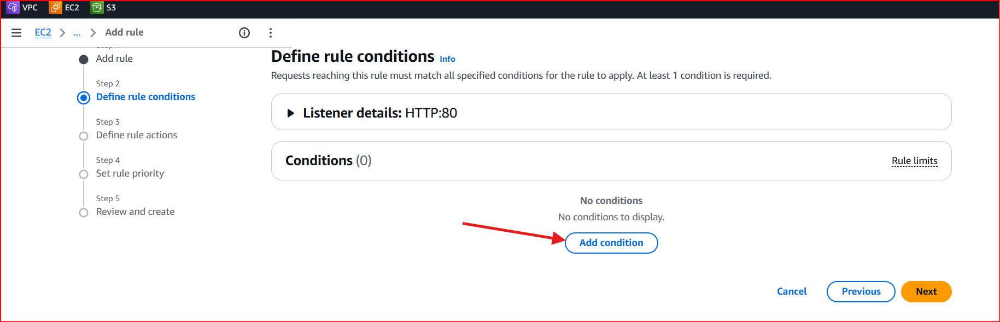 VPC EC2 S3
EC2 ... Add rule
Add rule
Step 2
Define rule conditions
Step 3
Define rule actions
Step 4
Set rule priority
Step 5
Review and create
Define rule conditions Info
Requests reaching this rule must match all specified conditions for the rule to apply. At least 1 condition is required.
Listener details: HTTP:80
Conditions (0) Rule limits
No conditions
No conditions to display.
Add condition
Cancel Previous Next